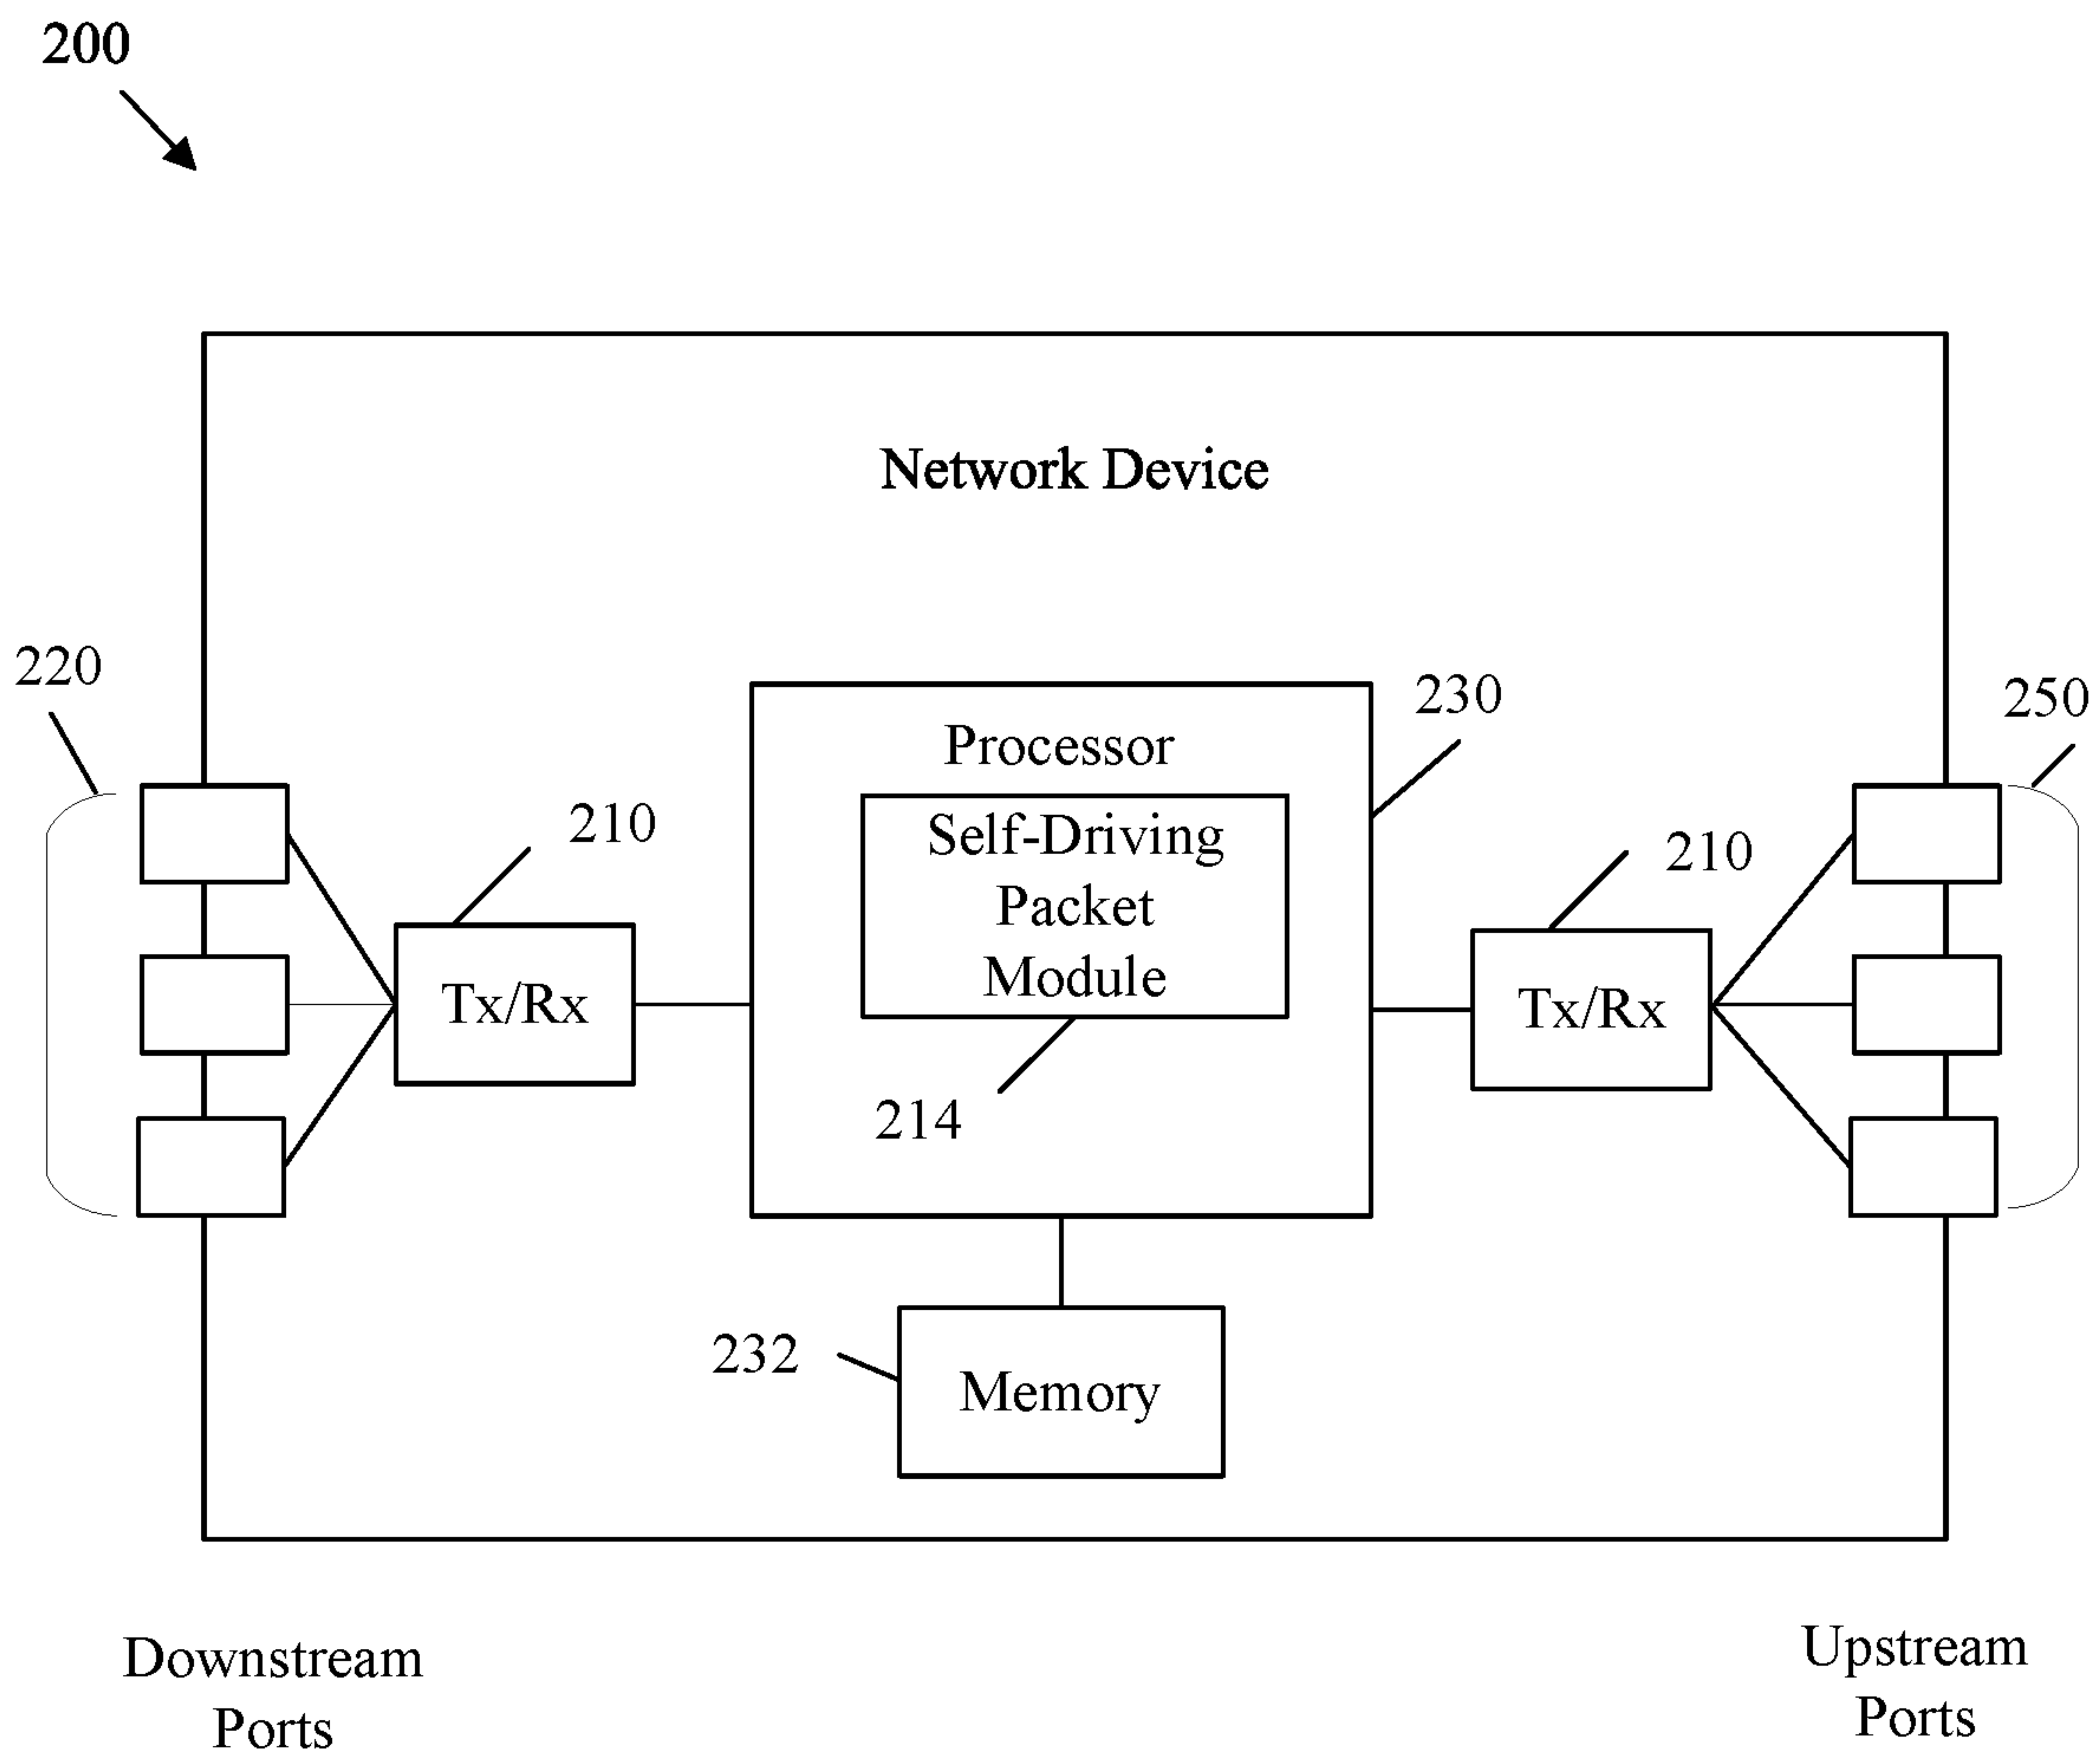 200
Network Device
220
230
250
Processor
210
Self-Driving
Packet
Module
210
Tx/Rx
Tx/Rx
214
232
Memory
Downstream
Ports
Upstream
Ports